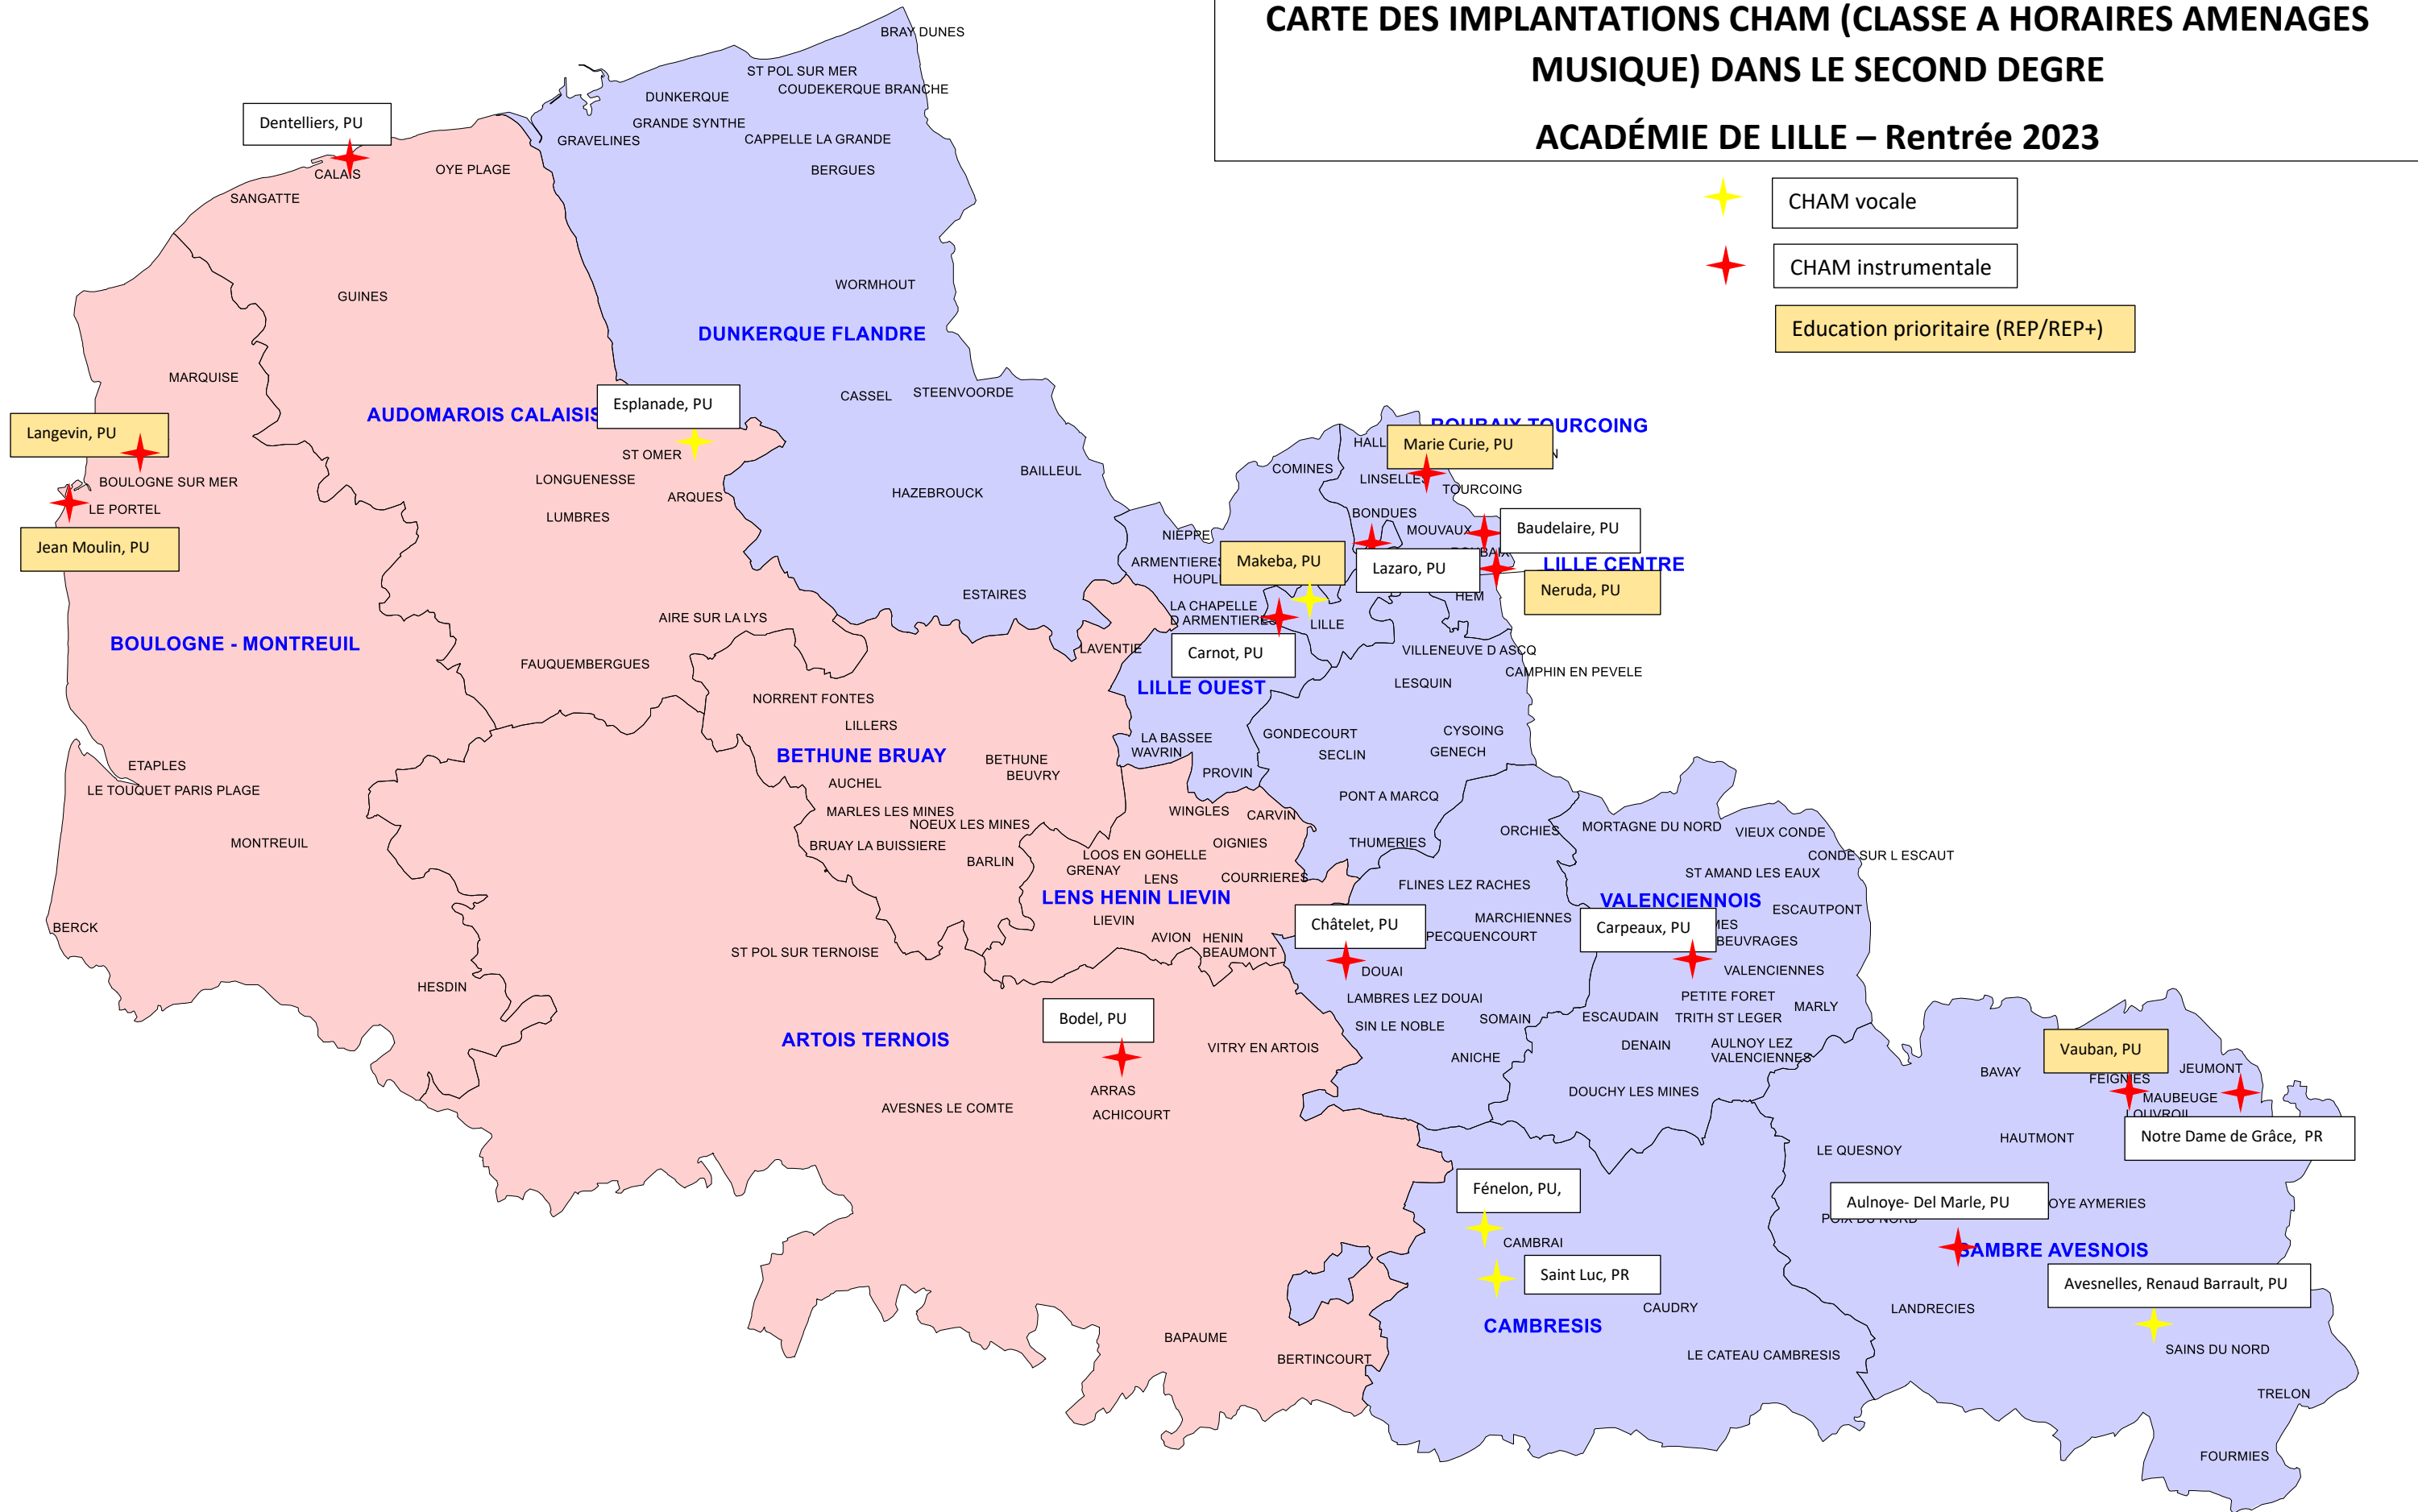 CARTE DES IMPLANTATIONS CHAM (CLASSE A HORAIRES AMENAGES
MUSIQUE) DANS LE SECOND DEGRE
ACADÉMIE DE LILLE – Rentrée 2023
CHAM vocale
CHAM instrumentale
Education prioritaire (REP/REP+)
BRAY DUNES
ST POL SUR MER
COUDEKERQUE BRANCHE
DUNKERQUE
GRANDE SYNTHE
GRAVELINES
CAPPELLE LA GRANDE
BERGUES
Dentelliers, PU
CALAIS
OYE PLAGE
SANGATTE
GUINES
WORMHOUT
DUNKERQUE FLANDRE
MARQUISE
CASSEL
STEENVOORDE
AUDOMAROIS CALAISIS
Esplanade, PU
Langevin, PU
ST OMER
LONGUENESSE
ARQUES
LUMBRES
BAILLEUL
HAZEBROUCK
BOULOGNE SUR MER
LE PORTEL
Jean Moulin, PU
ROUBAIX TOURCOING
HALL
Marie Curie, PU
N
COMINES
LINSELLES
TOURCOING
BONDUES
MOUVAUX
Baudelaire, PU
NIEPPE
ROUBAIX
ARMENTIERES
Makeba, PU
Lazaro, PU
LILLE CENTRE
HOUPL
Neruda, PU
HEM
ESTAIRES
LA CHAPELLE
D ARMENTIERES
LILLE
AIRE SUR LA LYS
BOULOGNE - MONTREUIL
LAVENTIE
Carnot, PU
VILLENEUVE D ASCQ
FAUQUEMBERGUES
CAMPHIN EN PEVELE
LILLE OUEST
LESQUIN
NORRENT FONTES
LILLERS
LA BASSEE
GONDECOURT
CYSOING
WAVRIN
SECLIN
GENECH
BETHUNE BRUAY
BETHUNE
BEUVRY
PROVIN
ETAPLES
LE TOUQUET PARIS PLAGE
AUCHEL
PONT A MARCQ
MARLES LES MINES
NOEUX LES MINES
WINGLES
CARVIN
MONTREUIL
BRUAY LA BUISSIERE
BARLIN
OIGNIES
THUMERIES
ORCHIES
MORTAGNE DU NORD
VIEUX CONDE
LOOS EN GOHELLE
GRENAY
LENS
COURRIERES
CONDE SUR L ESCAUT
ST AMAND LES EAUX
FLINES LEZ RACHES
LENS HENIN LIEVIN
VALENCIENNOIS
ESCAUTPONT
LIEVIN
Châtelet, PU
MARCHIENNES
Carpeaux, PU
MES
BERCK
AVION
HENIN
BEAUMONT
PECQUENCOURT
BEUVRAGES
ST POL SUR TERNOISE
DOUAI
VALENCIENNES
HESDIN
LAMBRES LEZ DOUAI
PETITE FORET
MARLY
Bodel, PU
SIN LE NOBLE
SOMAIN
ESCAUDAIN
TRITH ST LEGER
ARTOIS TERNOIS
VITRY EN ARTOIS
ANICHE
DENAIN
AULNOY LEZ
VALENCIENNES
Vauban, PU
BAVAY
FEIGNIES
JEUMONT
ARRAS
DOUCHY LES MINES
MAUBEUGE
LOUVROIL
AVESNES LE COMTE
ACHICOURT
HAUTMONT
Notre Dame de Grâce, PR
LE QUESNOY
Fénelon, PU,
Aulnoye- Del Marle, PU
OYE AYMERIES
POIX DU NORD
CAMBRAI
SAMBRE AVESNOIS
Saint Luc, PR
Avesnelles, Renaud Barrault, PU
CAUDRY
LANDRECIES
CAMBRESIS
BAPAUME
BERTINCOURT
LE CATEAU CAMBRESIS
SAINS DU NORD
TRELON
FOURMIES